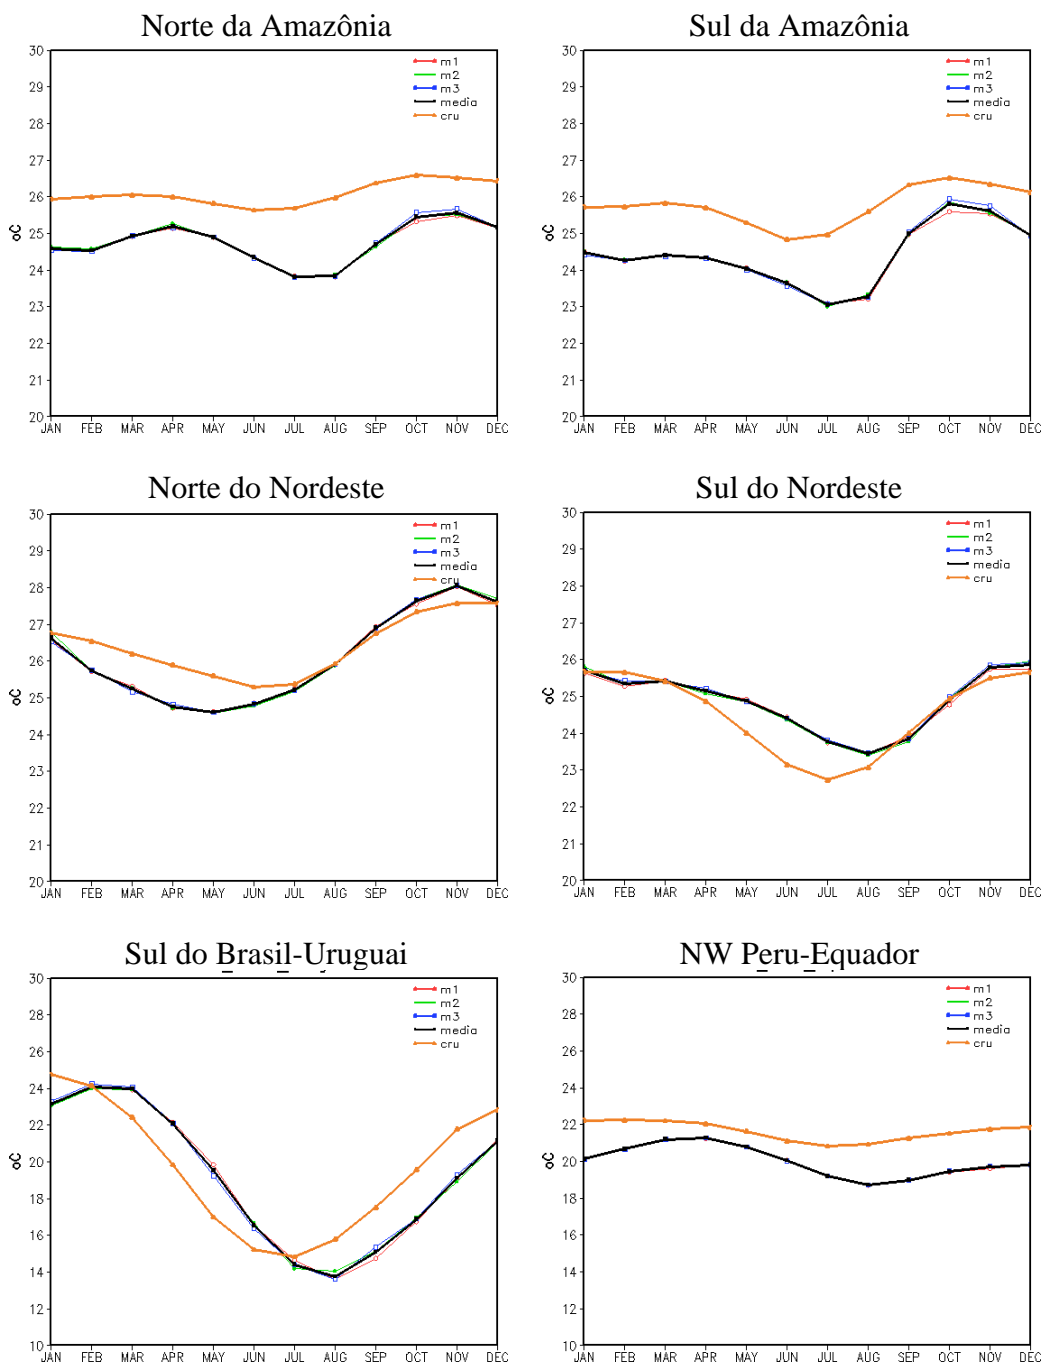 Norte da Amazônia
30
29
28
27
26
25
24
23
22
21
20
oC
m1
m2
m3
media
cru
JAN FEB MAR APR MAY JUN JUL AUG SEP OCT NOV DEC
Sul da Amazônia
30
29
28
27
26
25
24
23
22
21
20
oC
m1
m2
m3
media
cru
JAN FEB MAR APR MAY JUN JUL AUG SEP OCT NOV DEC
Norte do Nordeste
30
29
28
27
26
25
24
23
22
21
20
oC
m1
m2
m3
media
cru
JAN FEB MAR APR MAY JUN JUL AUG SEP OCT NOV DEC
Sul do Nordeste
30
29
28
27
26
25
24
23
22
21
20
oC
m1
m2
m3
media
cru
JAN FEB MAR APR MAY JUN JUL AUG SEP OCT NOV DEC
Sul do Brasil-Uruguai
30
28
26
24
22
20
18
16
14
12
10
oC
m1
m2
m3
media
cru
JAN FEB MAR APR MAY JUN JUL AUG SEP OCT NOV DEC
NW Peru-Equador
30
28
26
24
22
20
18
16
14
12
10
oC
m1
m2
m3
media
cru
JAN FEB MAR APR MAY JUN JUL AUG SEP OCT NOV DEC